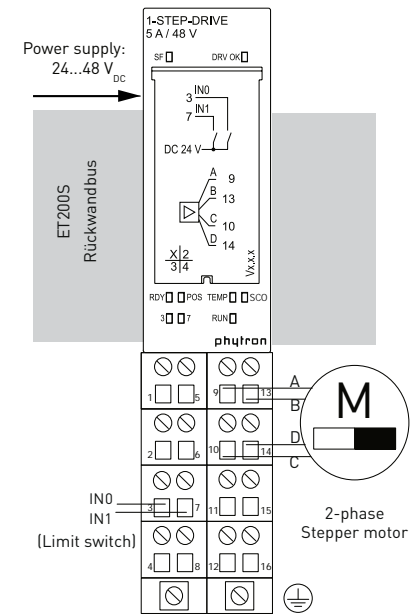 1-STEP-DRIVE
5 A / 48 V
Power supply:
24...48 V DC
SF DRV OK
IN0
3
IN1
7
DC 24 V
A 9
B 13
C 10
D 14
X 2
3 4
Vx.x.x
ET200S
Rückwandbus
RDY POS TEMP SCO
3 7 RUN
phytron
1 5 9 13
A
B
M
2 6 10 14
D
C
IN0
IN1
(Limit switch)
3 7 11 15
2-phase
Stepper motor
4 8 12 16